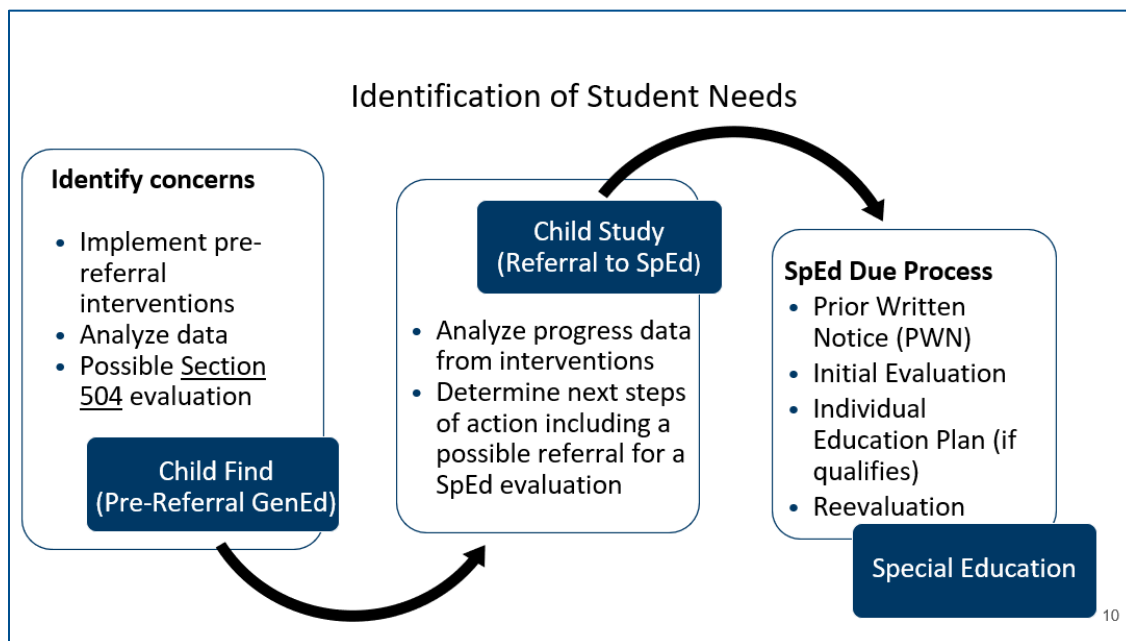 Identification of Student Needs
Identify concerns
• Implement pre-
referral
interventions
• Analyze data
• Possible Section
504 evaluation
Child Find
(Pre-Referral GenEd)
Child Study
(Referral to SpEd)
• Analyze progress data
from interventions
• Determine next steps
of action including a
possible referral for a
SpEd evaluation
SpEd Due Process
• Prior Written
Notice (PWN)
• Initial Evaluation
• Individual
Education Plan (if
qualifies)
• Reevaluation
Special Education
10